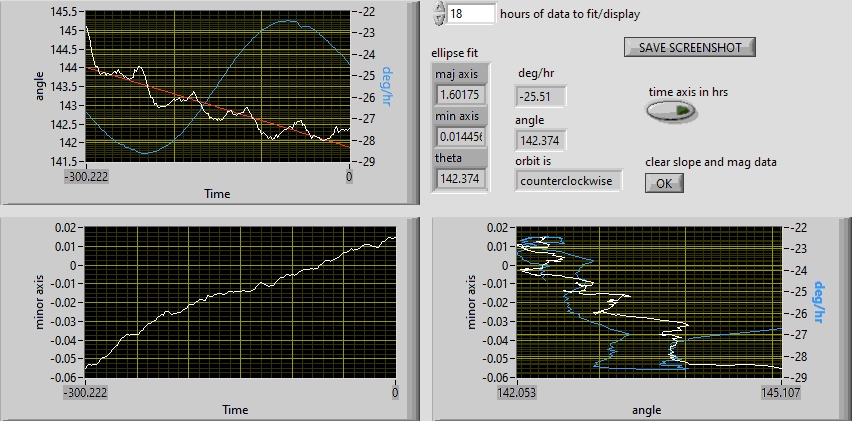 145.5
145
144.5
144
143.5
143
142.5
142
141.5
angle
-22
-23
-24
-25
-26
-27
-28
-29
deg/hr
-300.222
0
Time
18 hours of data to fit/display
SAVE SCREENSHOT
ellipse fit
maj axis
1.60175
min axis
0.014456
theta
142.374
deg/hr
-25.51
angle
142.374
orbit is
counterclockwise
time axis in hrs
clear slope and mag data
OK
0.02
0.01
0
-0.01
-0.02
-0.03
-0.04
-0.05
-0.06
minor axis
-300.222
0
Time
0.02
0.01
0
-0.01
-0.02
-0.03
-0.04
-0.05
-0.06
minor axis
-22
-23
-24
-25
-26
-27
-28
-29
deg/hr
142.053
145.107
angle